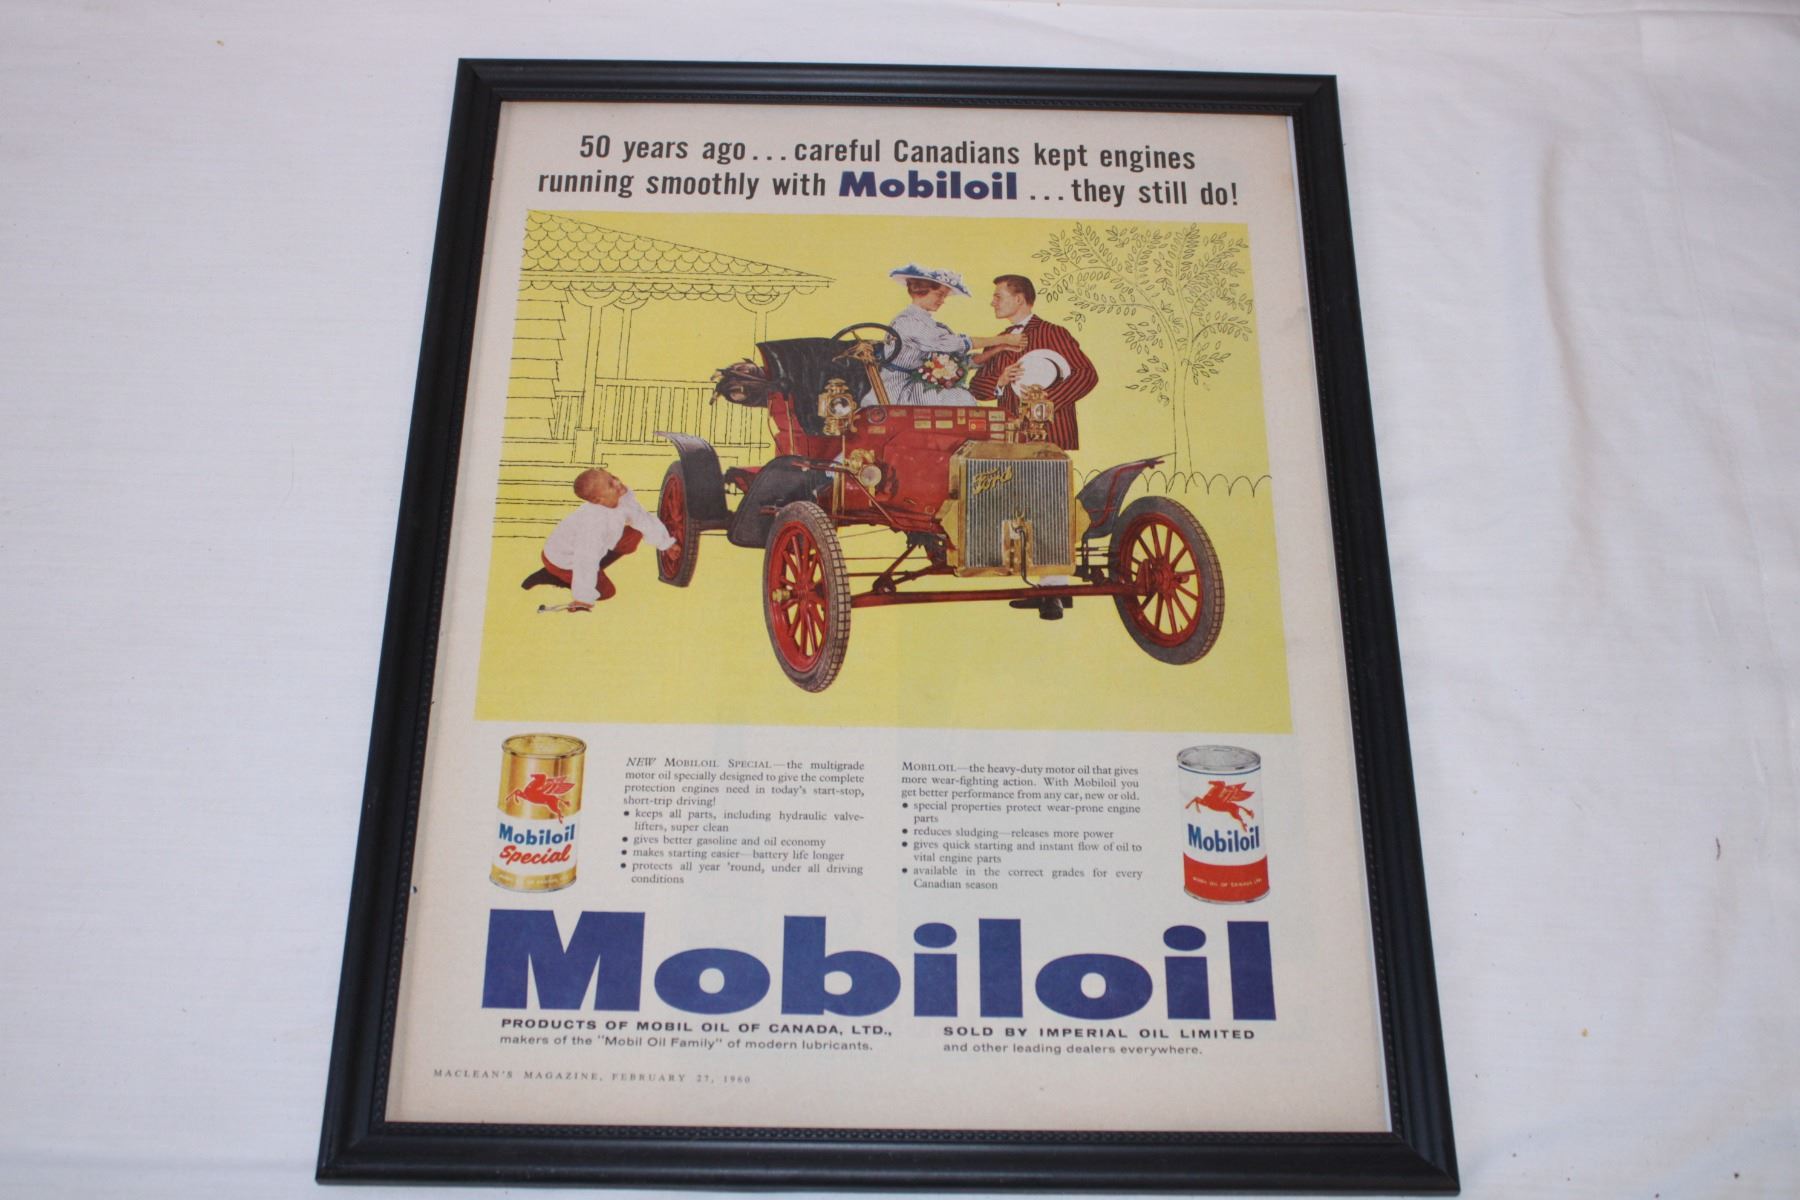 50 years ago...careful Canadians kept engines
running smoothly with Mobiloil ...they still do!
Ford
Mobiloil
Special
NEW MOBILOIL SPECIAL—the multigrade
motor oil specially designed to give the complete
protection engines need in today's start-stop,
short-trip driving!
• keeps all parts, including hydraulic valve-
lifters, super clean
• gives better gasoline and oil economy
• makes starting easier—battery life longer
• protects all year 'round, under all driving
conditions
MOBILOIL—the heavy-duty motor oil that gives
more wear-fighting action. With Mobiloil you
get better performance from any car, new or old.
• special properties protect wear-prone engine
parts
• reduces sludging—releases more power
• gives quick starting and instant flow of oil to
vital engine parts
• available in the correct grades for every
Canadian season
Mobiloil
MOBIL OIL OF CANADA LTD.
Mobiloil
PRODUCTS OF MOBIL OIL OF CANADA, LTD.,
makers of the "Mobil Oil Family" of modern lubricants.
SOLD BY IMPERIAL OIL LIMITED
and other leading dealers everywhere.
MACLEAN'S MAGAZINE, FEBRUARY 27, 1960